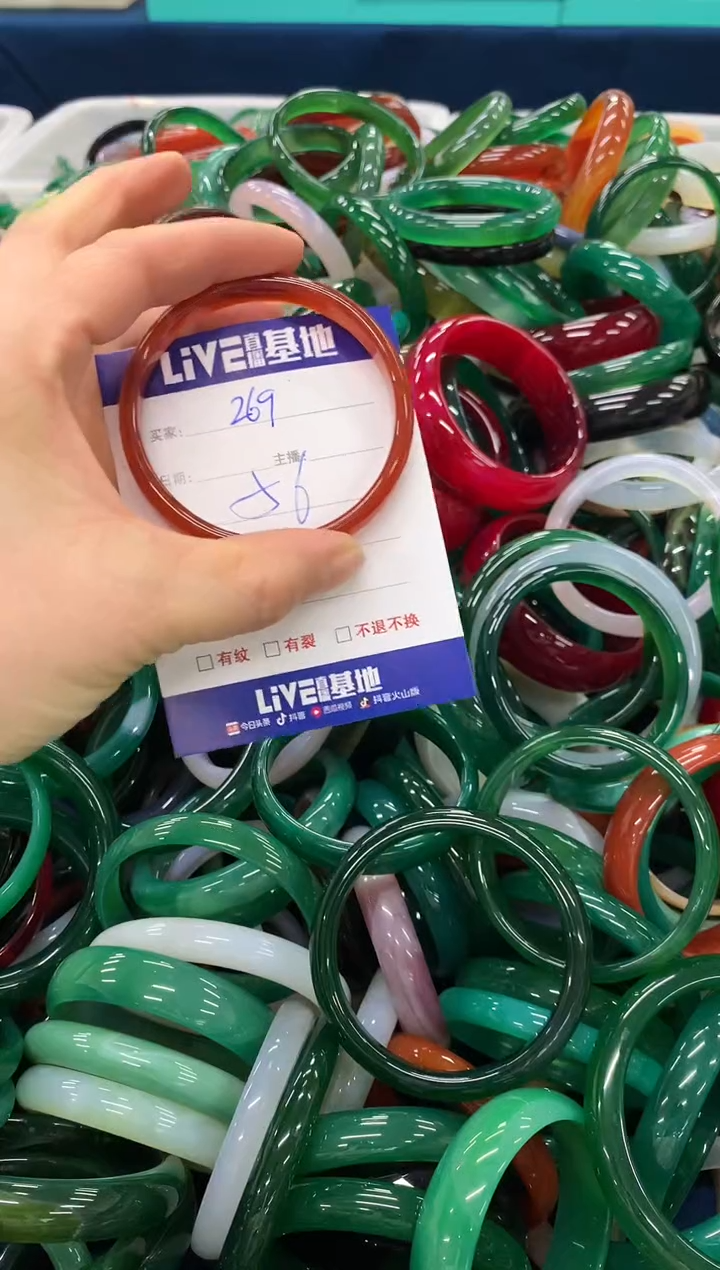 LiVE直播基地
买家: 269
主播:
日期: 56
有纹 有裂 不退不换
LiVE直播基地
今日头条 抖音 西瓜视频 抖音火山版